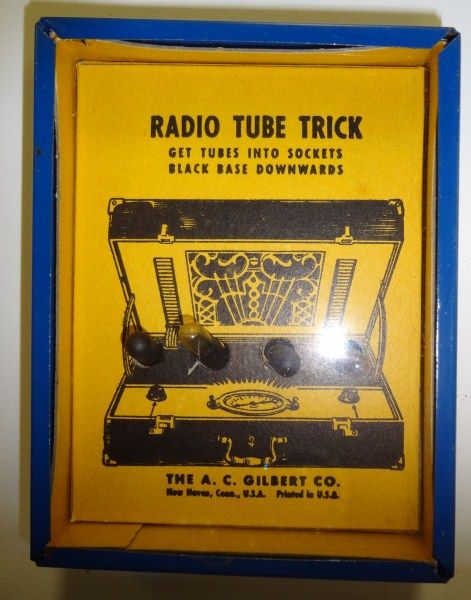 RADIO TUBE TRICK
GET TUBES INTO SOCKETS
BLACK BASE DOWNWARDS
THE A. C. GILBERT CO.
New Haven, Conn., U.S.A. Printed in U.S.A.